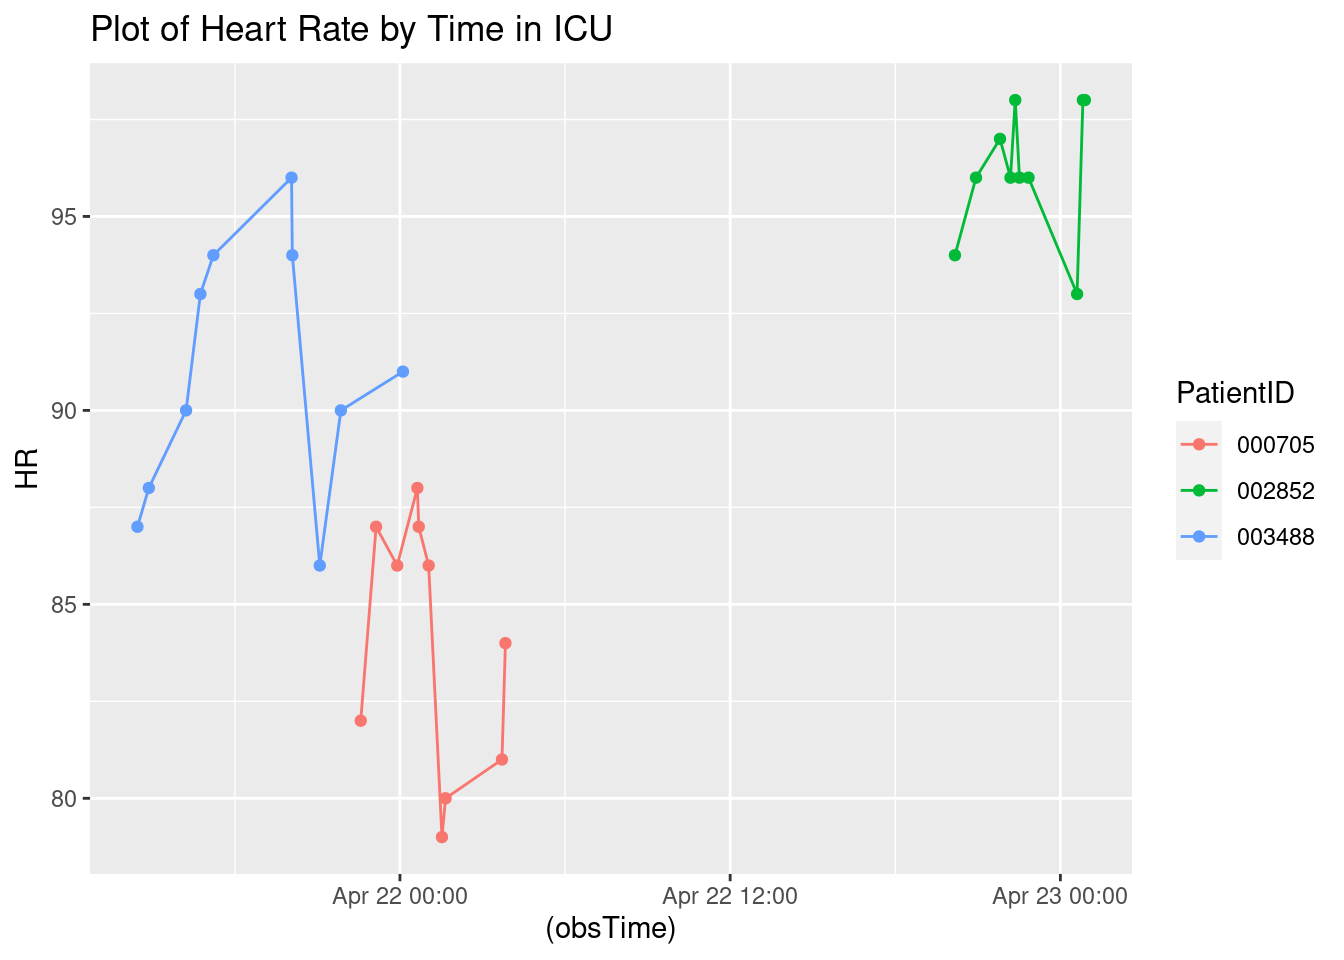 Plot of Heart Rate by Time in ICU
95
90
85
80
HR
Apr 22 00:00
Apr 22 12:00
Apr 23 00:00
(obsTime)
PatientID
000705
002852
003488